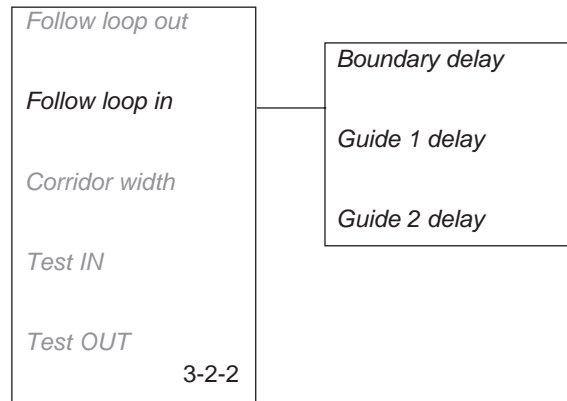 Follow loop out
Follow loop in
Corridor width
Test IN
Test OUT
3-2-2
Boundary delay
Guide 1 delay
Guide 2 delay